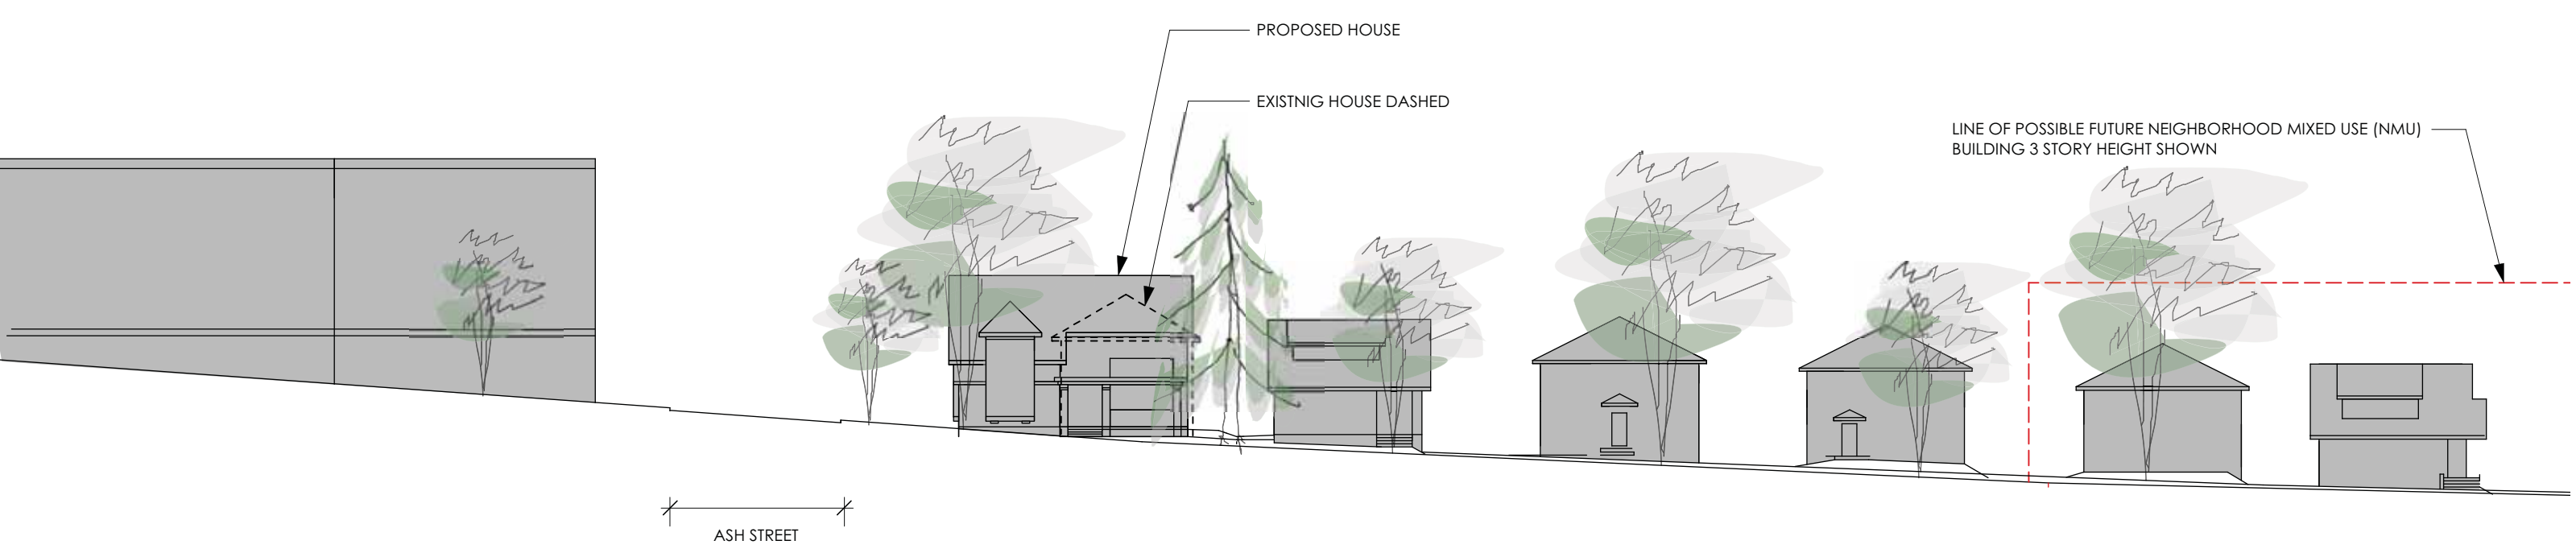 PROPOSED HOUSE
EXISTNIG HOUSE DASHED
LINE OF POSSIBLE FUTURE NEIGHBORHOOD MIXED USE (NMU)
BUILDING 3 STORY HEIGHT SHOWN
ASH STREET